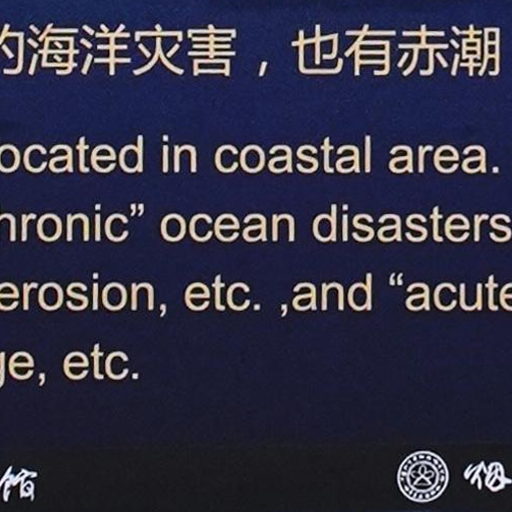 的海洋灾害，也有赤潮
ocated in coastal area.
hronic” ocean disasters
erosion, etc. ,and “acute
ge, etc.